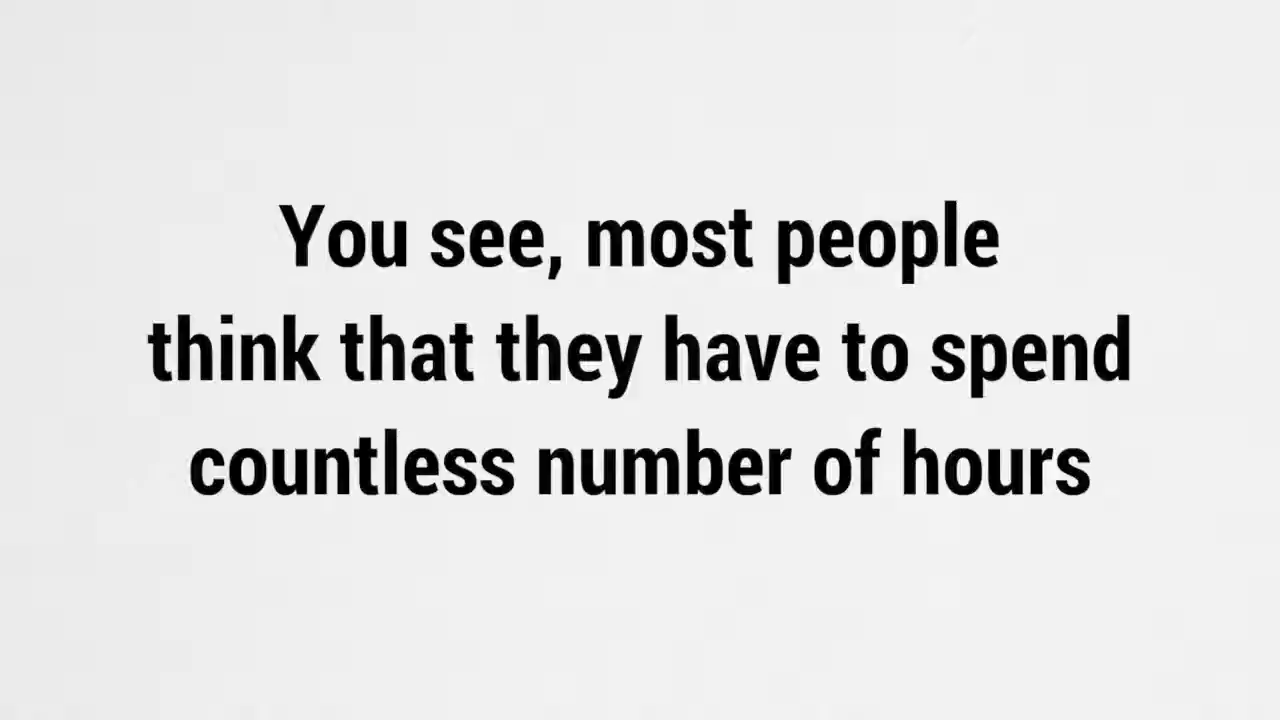 You see, most people
think that they have to spend
countless number of hours